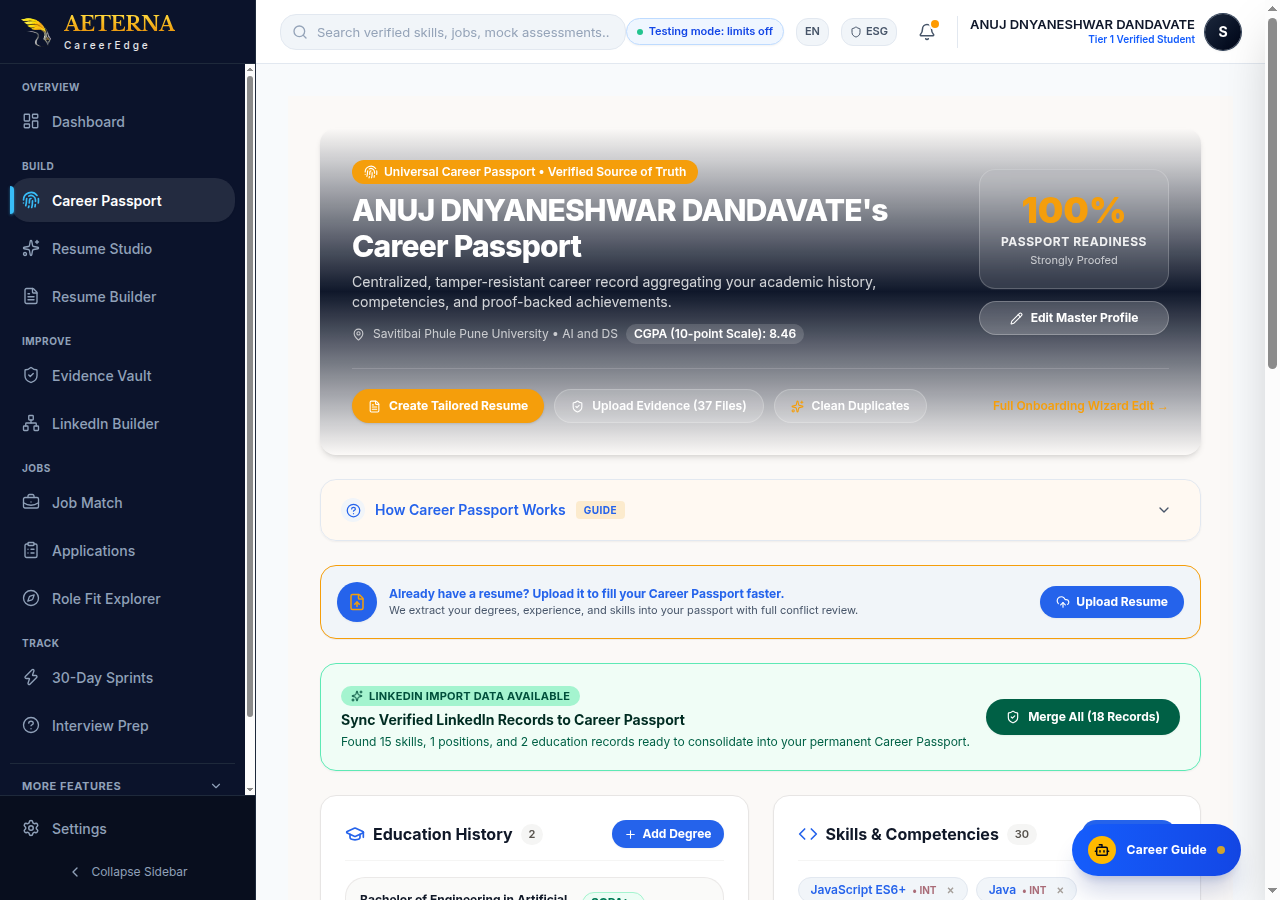 AETERNA
CareerEdge
Search verified skills, jobs, mock assessments..
Testing mode: limits off
EN
ESG
ANUJ DNYANESHWAR DANDAVATE
Tier 1 Verified Student
S
OVERVIEW
Dashboard
BUILD
Career Passport
Resume Studio
Resume Builder
IMPROVE
Evidence Vault
LinkedIn Builder
JOBS
Job Match
Applications
Role Fit Explorer
TRACK
30-Day Sprints
Interview Prep
MORE FEATURES
Settings
Collapse Sidebar
Universal Career Passport • Verified Source of Truth
ANUJ DNYANESHWAR DANDAVATE's
Career Passport
Centralized, tamper-resistant career record aggregating your academic history,
competencies, and proof-backed achievements.
Savitibai Phule Pune University • AI and DS
CGPA (10-point Scale): 8.46
100%
PASSPORT READINESS
Strongly Proofed
Edit Master Profile
Create Tailored Resume
Upload Evidence (37 Files)
Clean Duplicates
Full Onboarding Wizard Edit →
How Career Passport Works
GUIDE
Already have a resume? Upload it to fill your Career Passport faster.
We extract your degrees, experience, and skills into your passport with full conflict review.
Upload Resume
LINKEDIN IMPORT DATA AVAILABLE
Sync Verified LinkedIn Records to Career Passport
Found 15 skills, 1 positions, and 2 education records ready to consolidate into your permanent Career Passport.
Merge All (18 Records)
Education History 2
Add Degree
Skills & Competencies 30
Career Guide
Bachelor of Engineering in Artificial
JavaScript ES6+ • INT ×
Java • INT ×